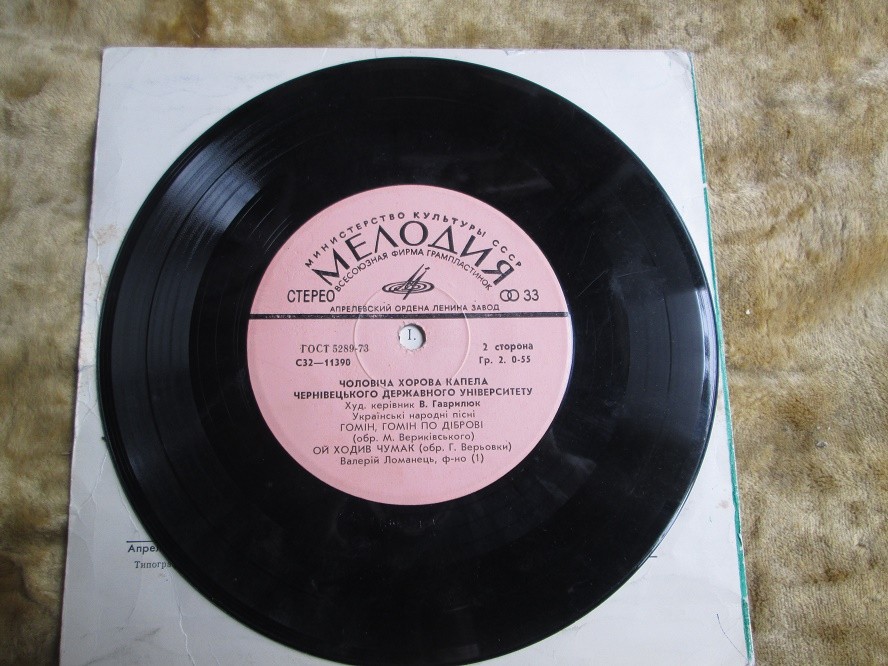 МИНИСТЕРСТВО КУЛЬТУРЫ СССР
МЕЛОДИЯ
ВСЕСОЮЗНАЯ ФИРМА ГРАМПЛАСТИНОК
СТЕРЕО 33
АПРЕЛЕВСКИЙ ОРДЕНА ЛЕНИНА ЗАВОД
I.
ГОСТ 5289-73 2 сторона
С32—11390 Гр. 2. 0-55
ЧОЛОВІЧА ХОРОВА КАПЕЛА
ЧЕРНІВЕЦЬКОГО ДЕРЖАВНОГО УНІВЕРСИТЕТУ
Худ. керівник В. Гаврилюк
Українські народні пісні
ГОМІН, ГОМІН ПО ДІБРОВІ
(обр. М. Вериківського)
ОЙ ХОДИВ ЧУМАК (обр. Г. Верьовки)
Валерій Ломанець, ф-но (1)
Апрел
Типогра